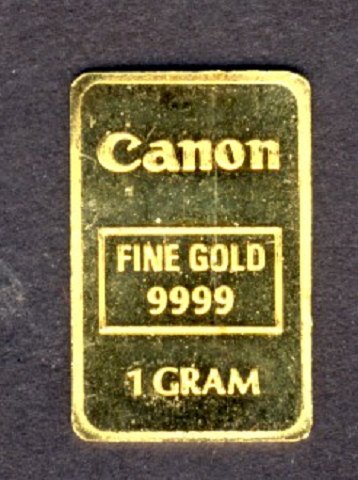 Canon
FINE GOLD
9999
1 GRAM